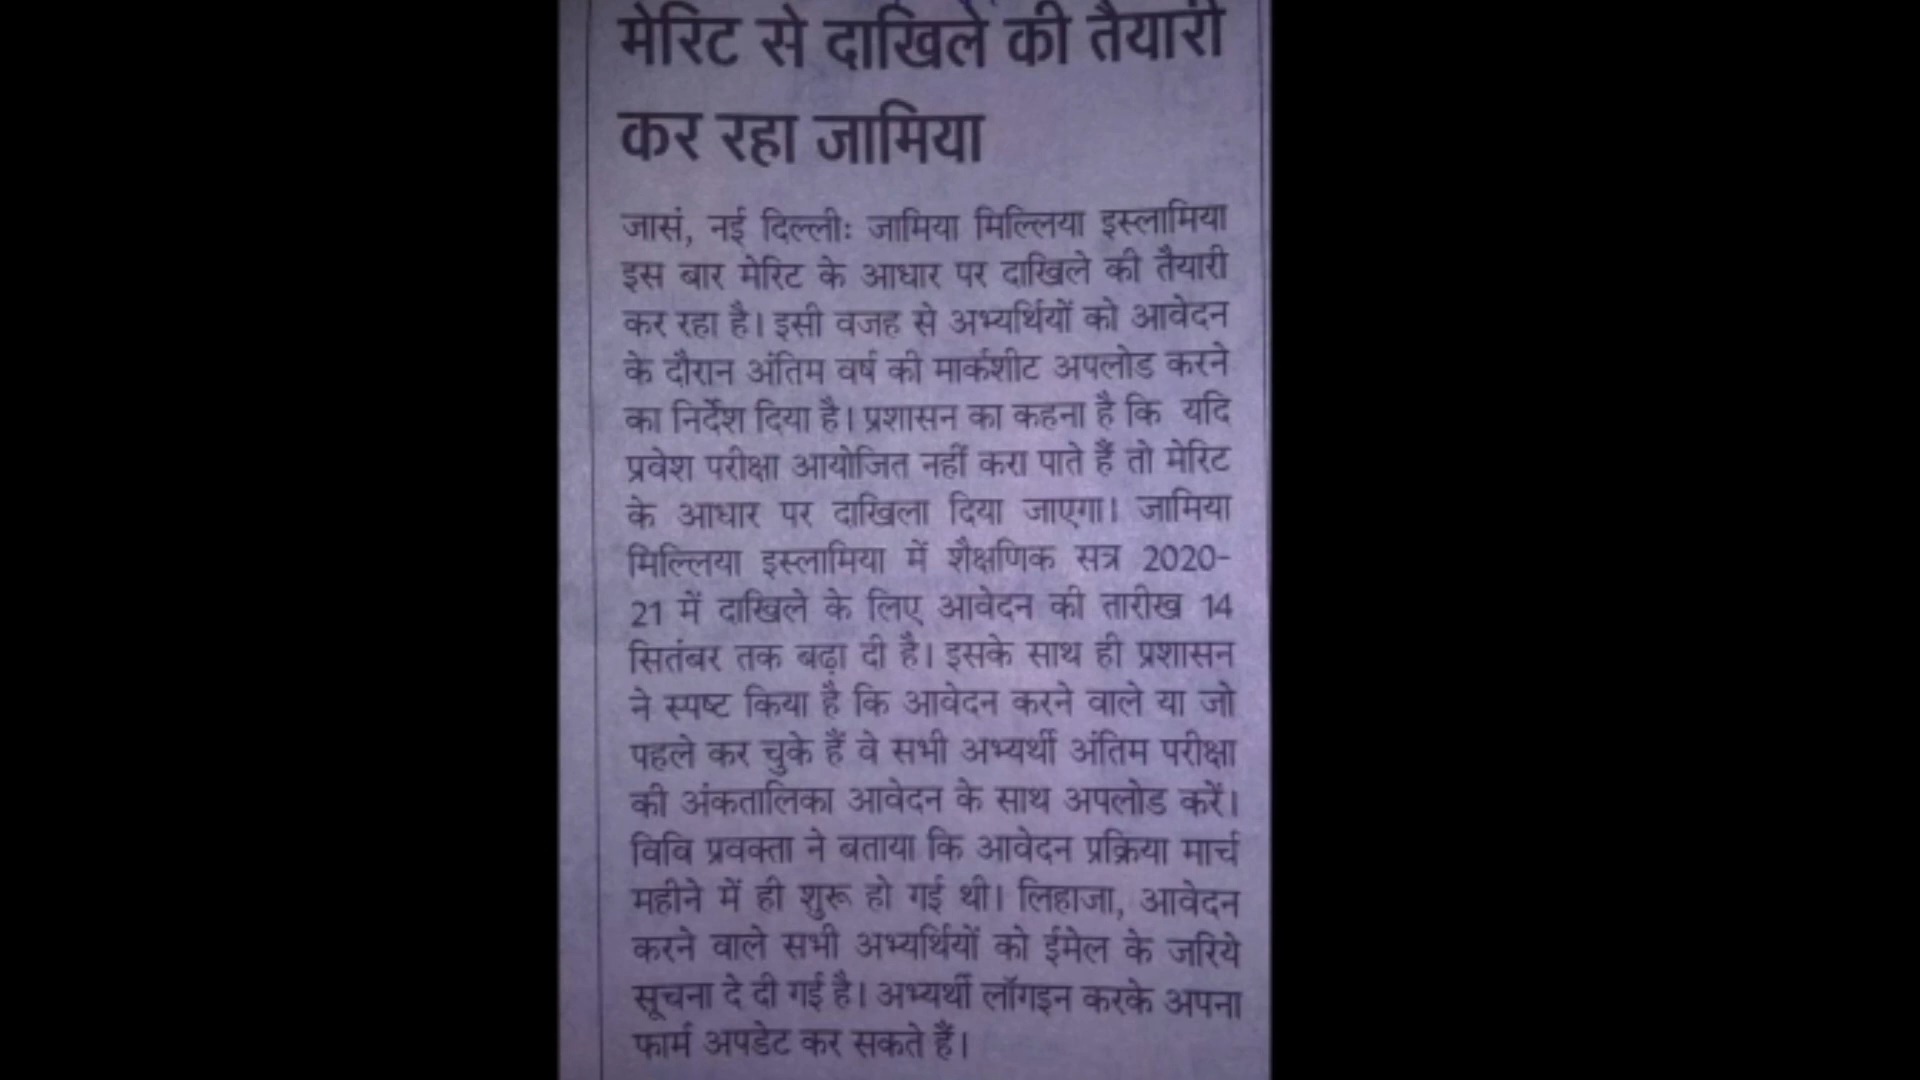 मेरिट से दाखिले की तैयारी
कर रहा जामिया
जासं, नई दिल्ली: जामिया मिल्लिया इस्लामिया
इस बार मेरिट के आधार पर दाखिले की तैयारी
कर रहा है। इसी वजह से अभ्यर्थियों को आवेदन
के दौरान अंतिम वर्ष की मार्कशीट अपलोड करने
का निर्देश दिया है। प्रशासन का कहना है कि यदि
प्रवेश परीक्षा आयोजित नहीं करा पाते हैं तो मेरिट
के आधार पर दाखिला दिया जाएगा। जामिया
मिल्लिया इस्लामिया में शैक्षणिक सत्र 2020-
21 में दाखिले के लिए आवेदन की तारीख 14
सितंबर तक बढ़ा दी है। इसके साथ ही प्रशासन
ने स्पष्ट किया है कि आवेदन करने वाले या जो
पहले कर चुके हैं वे सभी अभ्यर्थी अंतिम परीक्षा
की अंकतालिका आवेदन के साथ अपलोड करें।
विवि प्रवक्ता ने बताया कि आवेदन प्रक्रिया मार्च
महीने में ही शुरू हो गई थी। लिहाजा, आवेदन
करने वाले सभी अभ्यर्थियों को ईमेल के जरिये
सूचना दे दी गई है। अभ्यर्थी लॉगइन करके अपना
फार्म अपडेट कर सकते हैं।